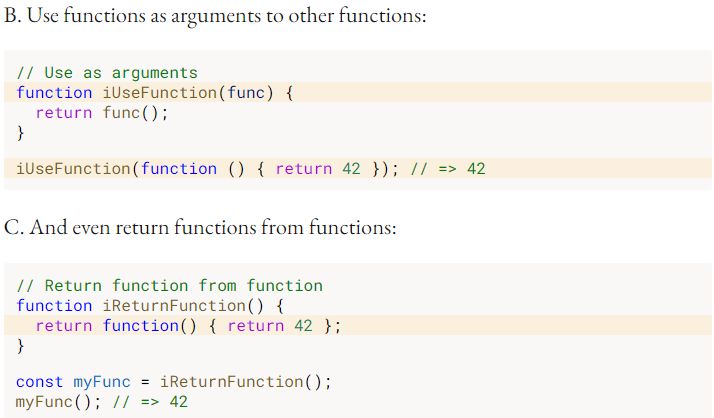 B. Use functions as arguments to other functions:
// Use as arguments
function iUseFunction(func) {
  return func();
}
iUseFunction(function () { return 42 }); // => 42
C. And even return functions from functions:
// Return function from function
function iReturnFunction() {
  return function() { return 42 };
}
const myFunc = iReturnFunction();
myFunc(); // => 42